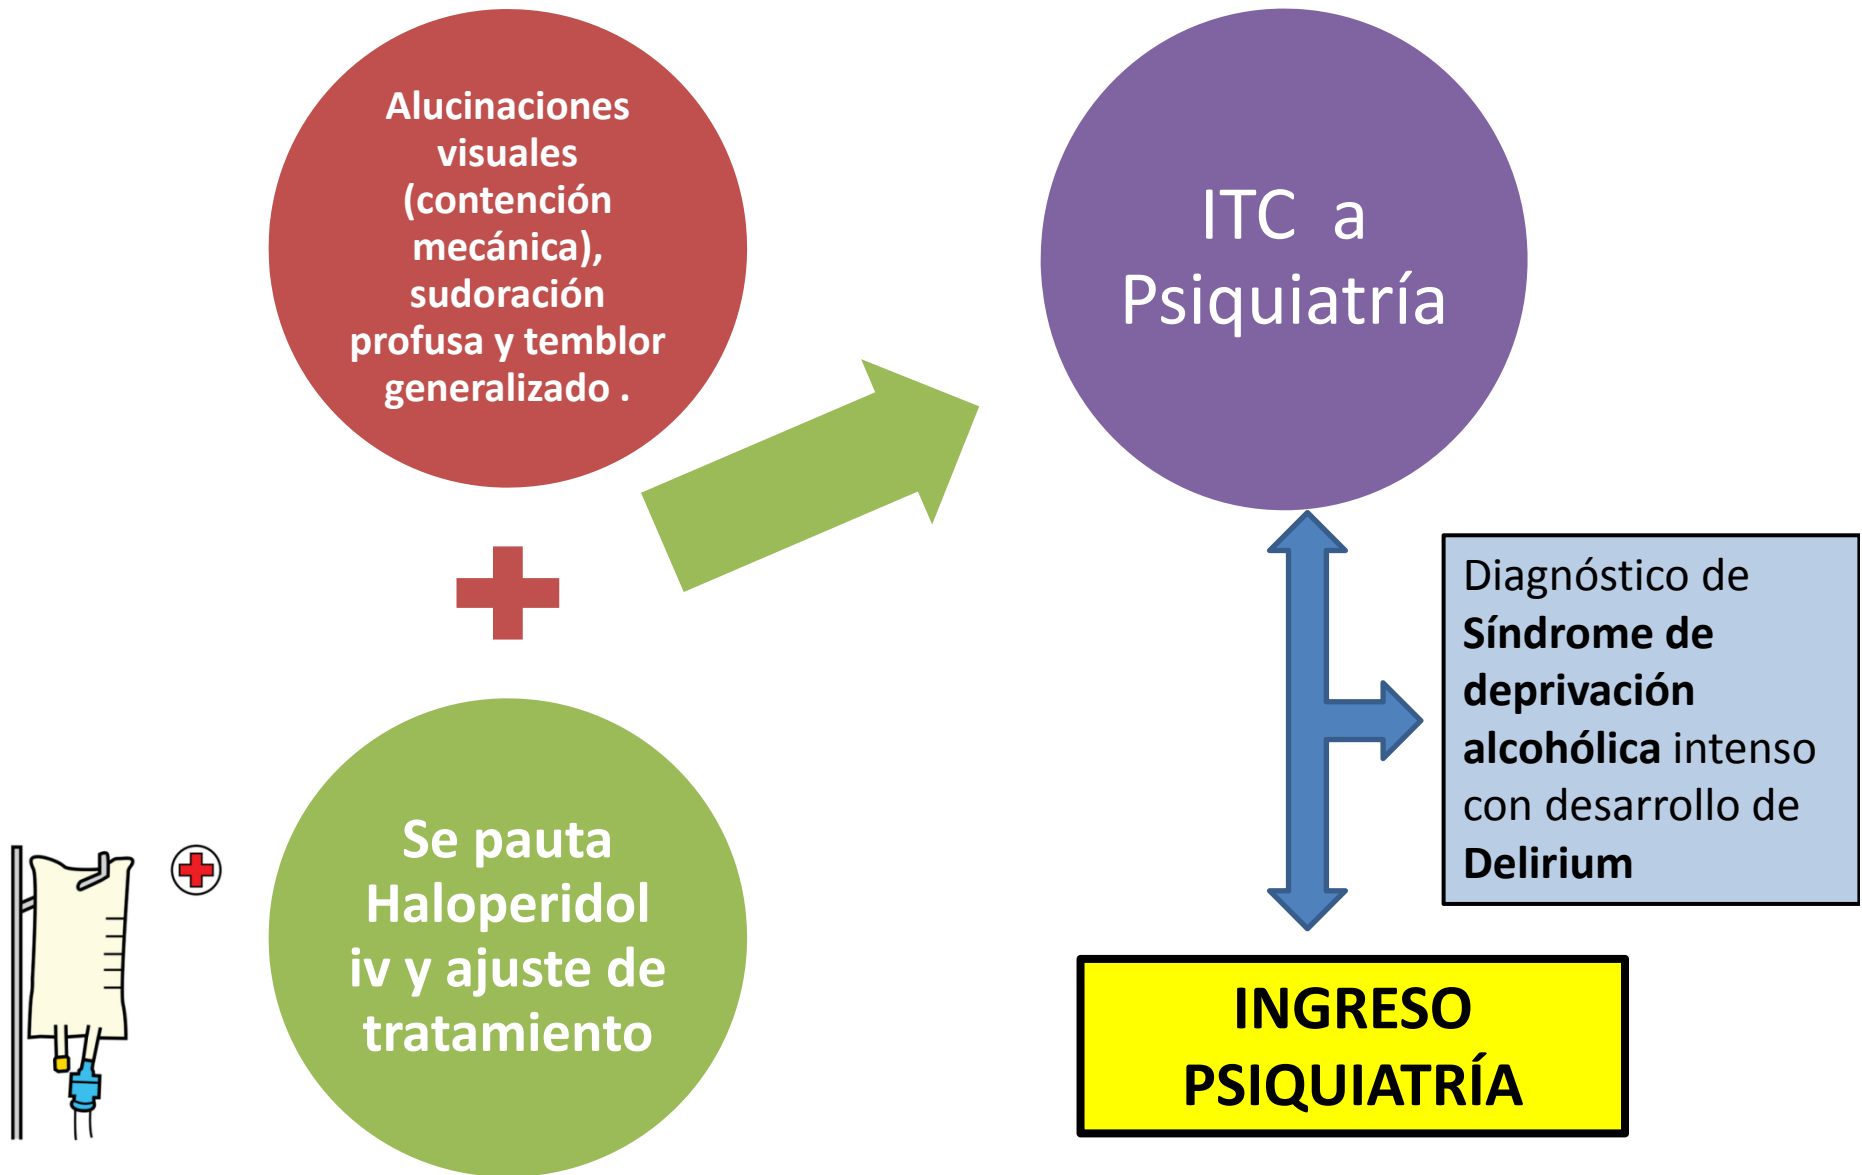 Alucinaciones
visuales
(contención
mecánica),
sudoración
profusa y temblor
generalizado .
Se pauta
Haloperidol
iv y ajuste de
tratamiento
ITC a
Psiquiatría
Diagnóstico de
Síndrome de
deprivación
alcohólica intenso
con desarrollo de
Delirium
INGRESO
PSIQUIATRÍA